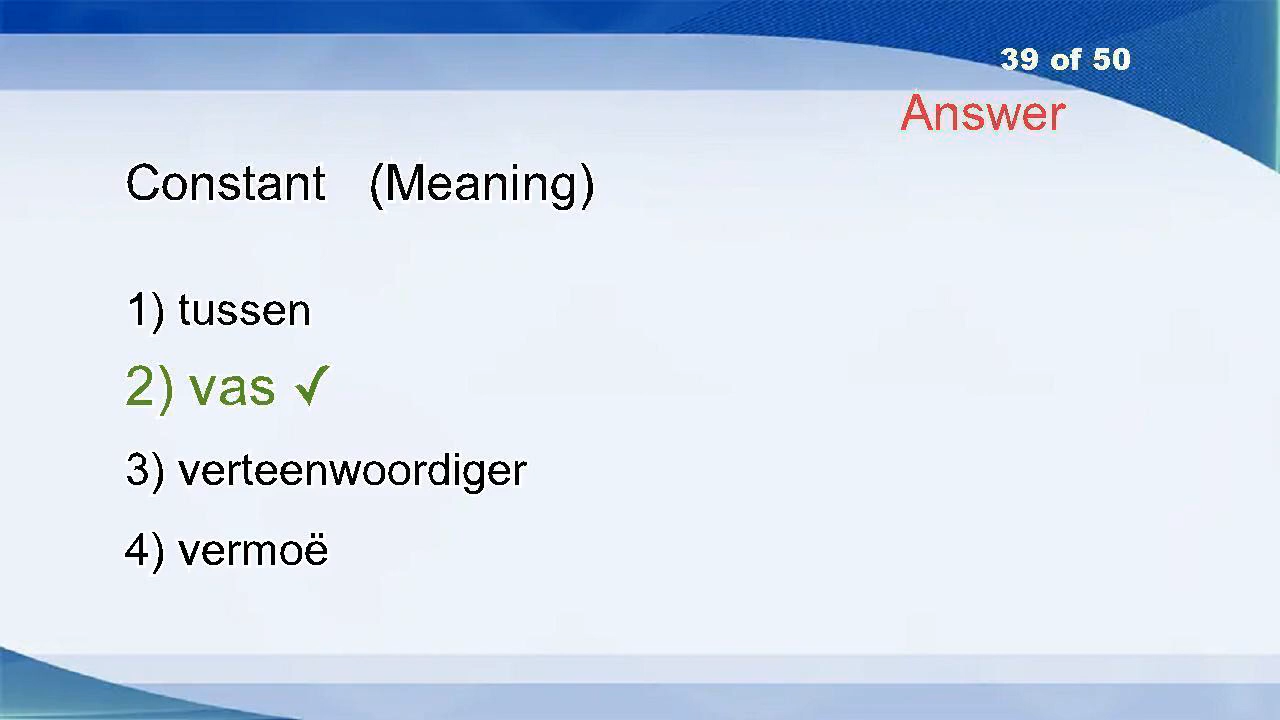 39 of 50
Answer
Constant (Meaning)
1) tussen
2) vas ✓
3) verteenwoordiger
4) vermoë